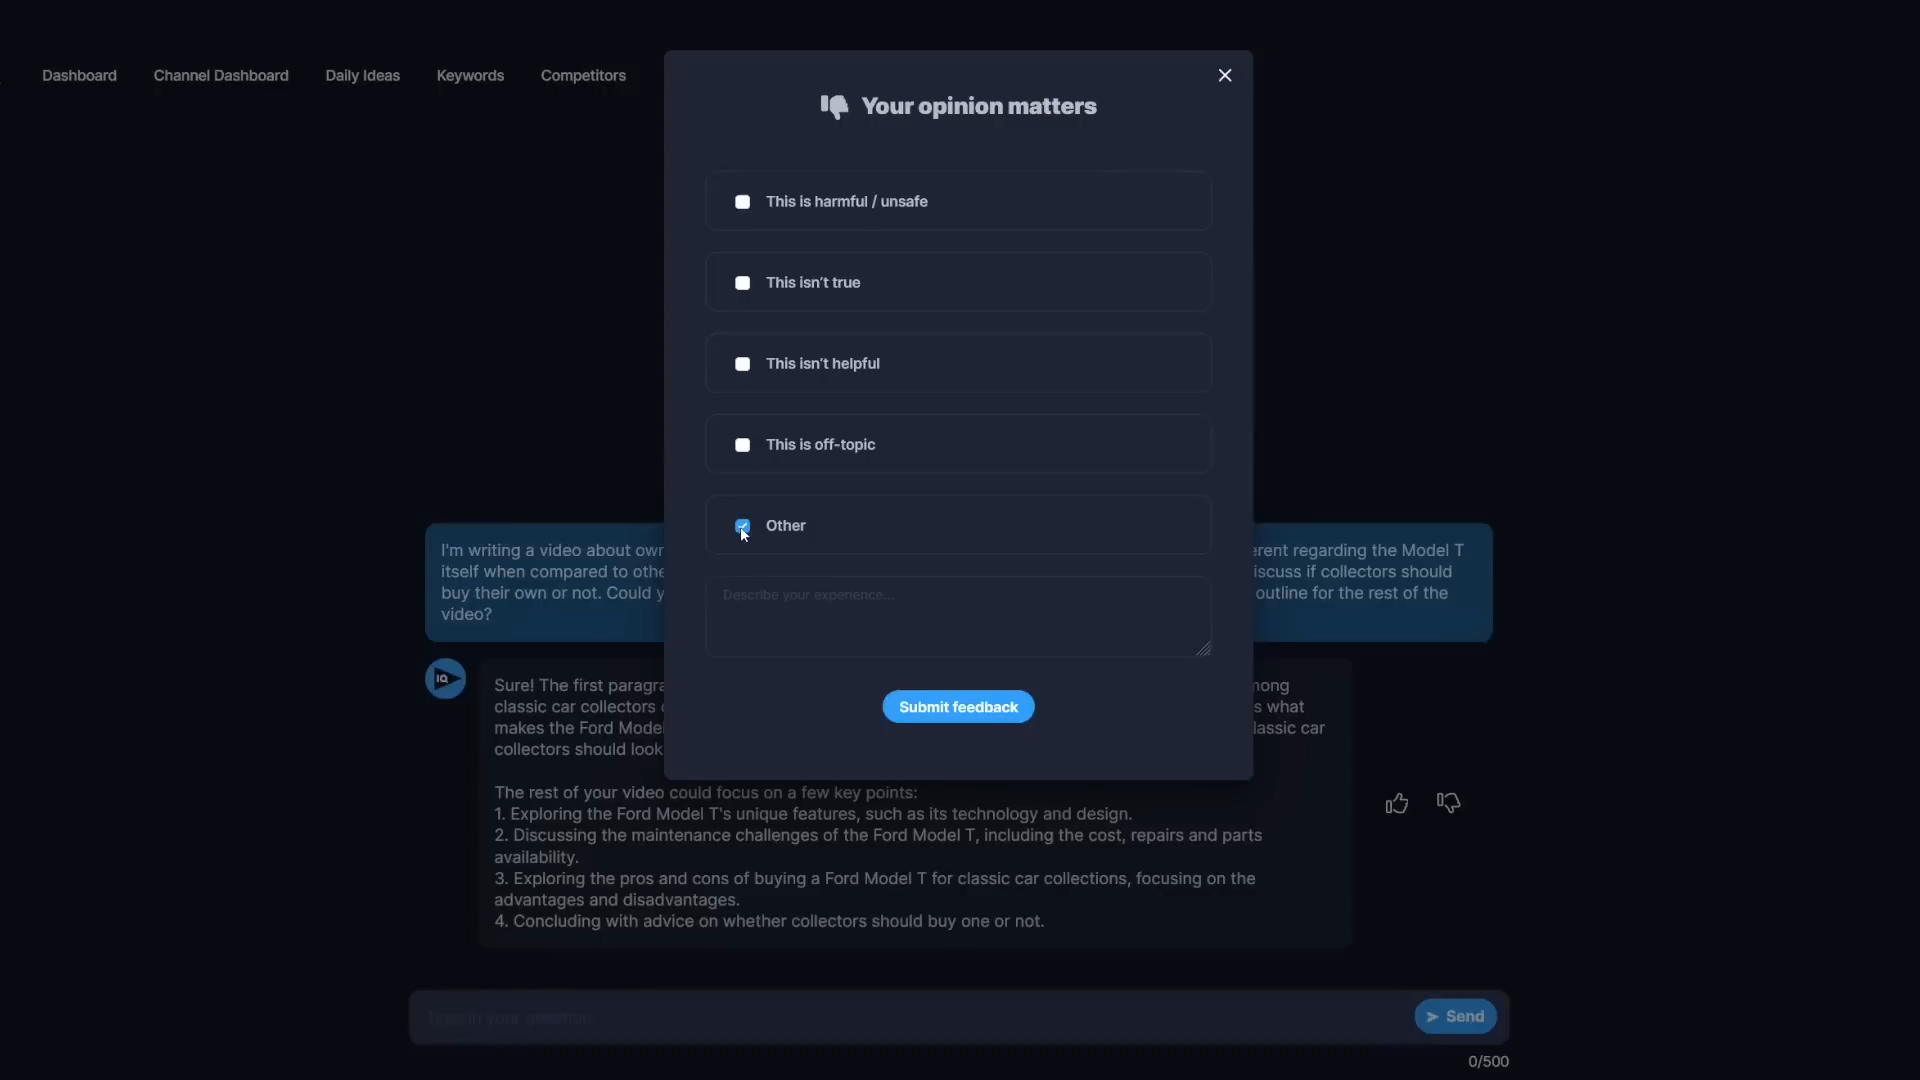 Dashboard
Channel Dashboard
Daily Ideas
Keywords
Competitors
Your opinion matters
This is harmful / unsafe
This isn't true
This isn't helpful
This is off-topic
Other
Describe your experience...
Submit feedback
I'm writing a video about erent regarding the Model T
itself when compared to iscuss if collectors should
buy their own or not. Could outline for the rest of the
video?
IQ
Sure! The first mong
classic car collectors s what
makes the Ford lassic car
collectors should look
The rest of your video could focus on a few key points:
1. Exploring the Ford Model T's unique features, such as its technology and design.
2. Discussing the maintenance challenges of the Ford Model T, including the cost, repairs and parts
availability.
3. Exploring the pros and cons of buying a Ford Model T for classic car collections, focusing on the
advantages and disadvantages.
4. Concluding with advice on whether collectors should buy one or not.
Type in your question
Send
0/500